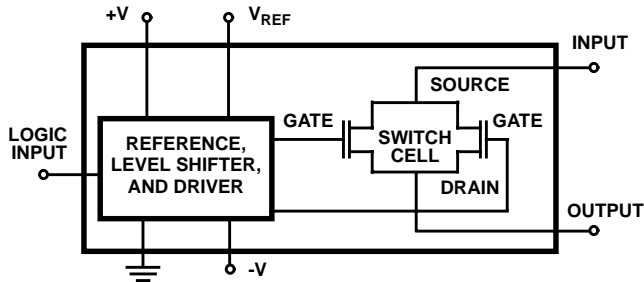 +V
VREF
INPUT
SOURCE
GATE
GATE
LOGIC
INPUT
REFERENCE,
LEVEL SHIFTER,
AND DRIVER
SWITCH
CELL
DRAIN
OUTPUT
-V